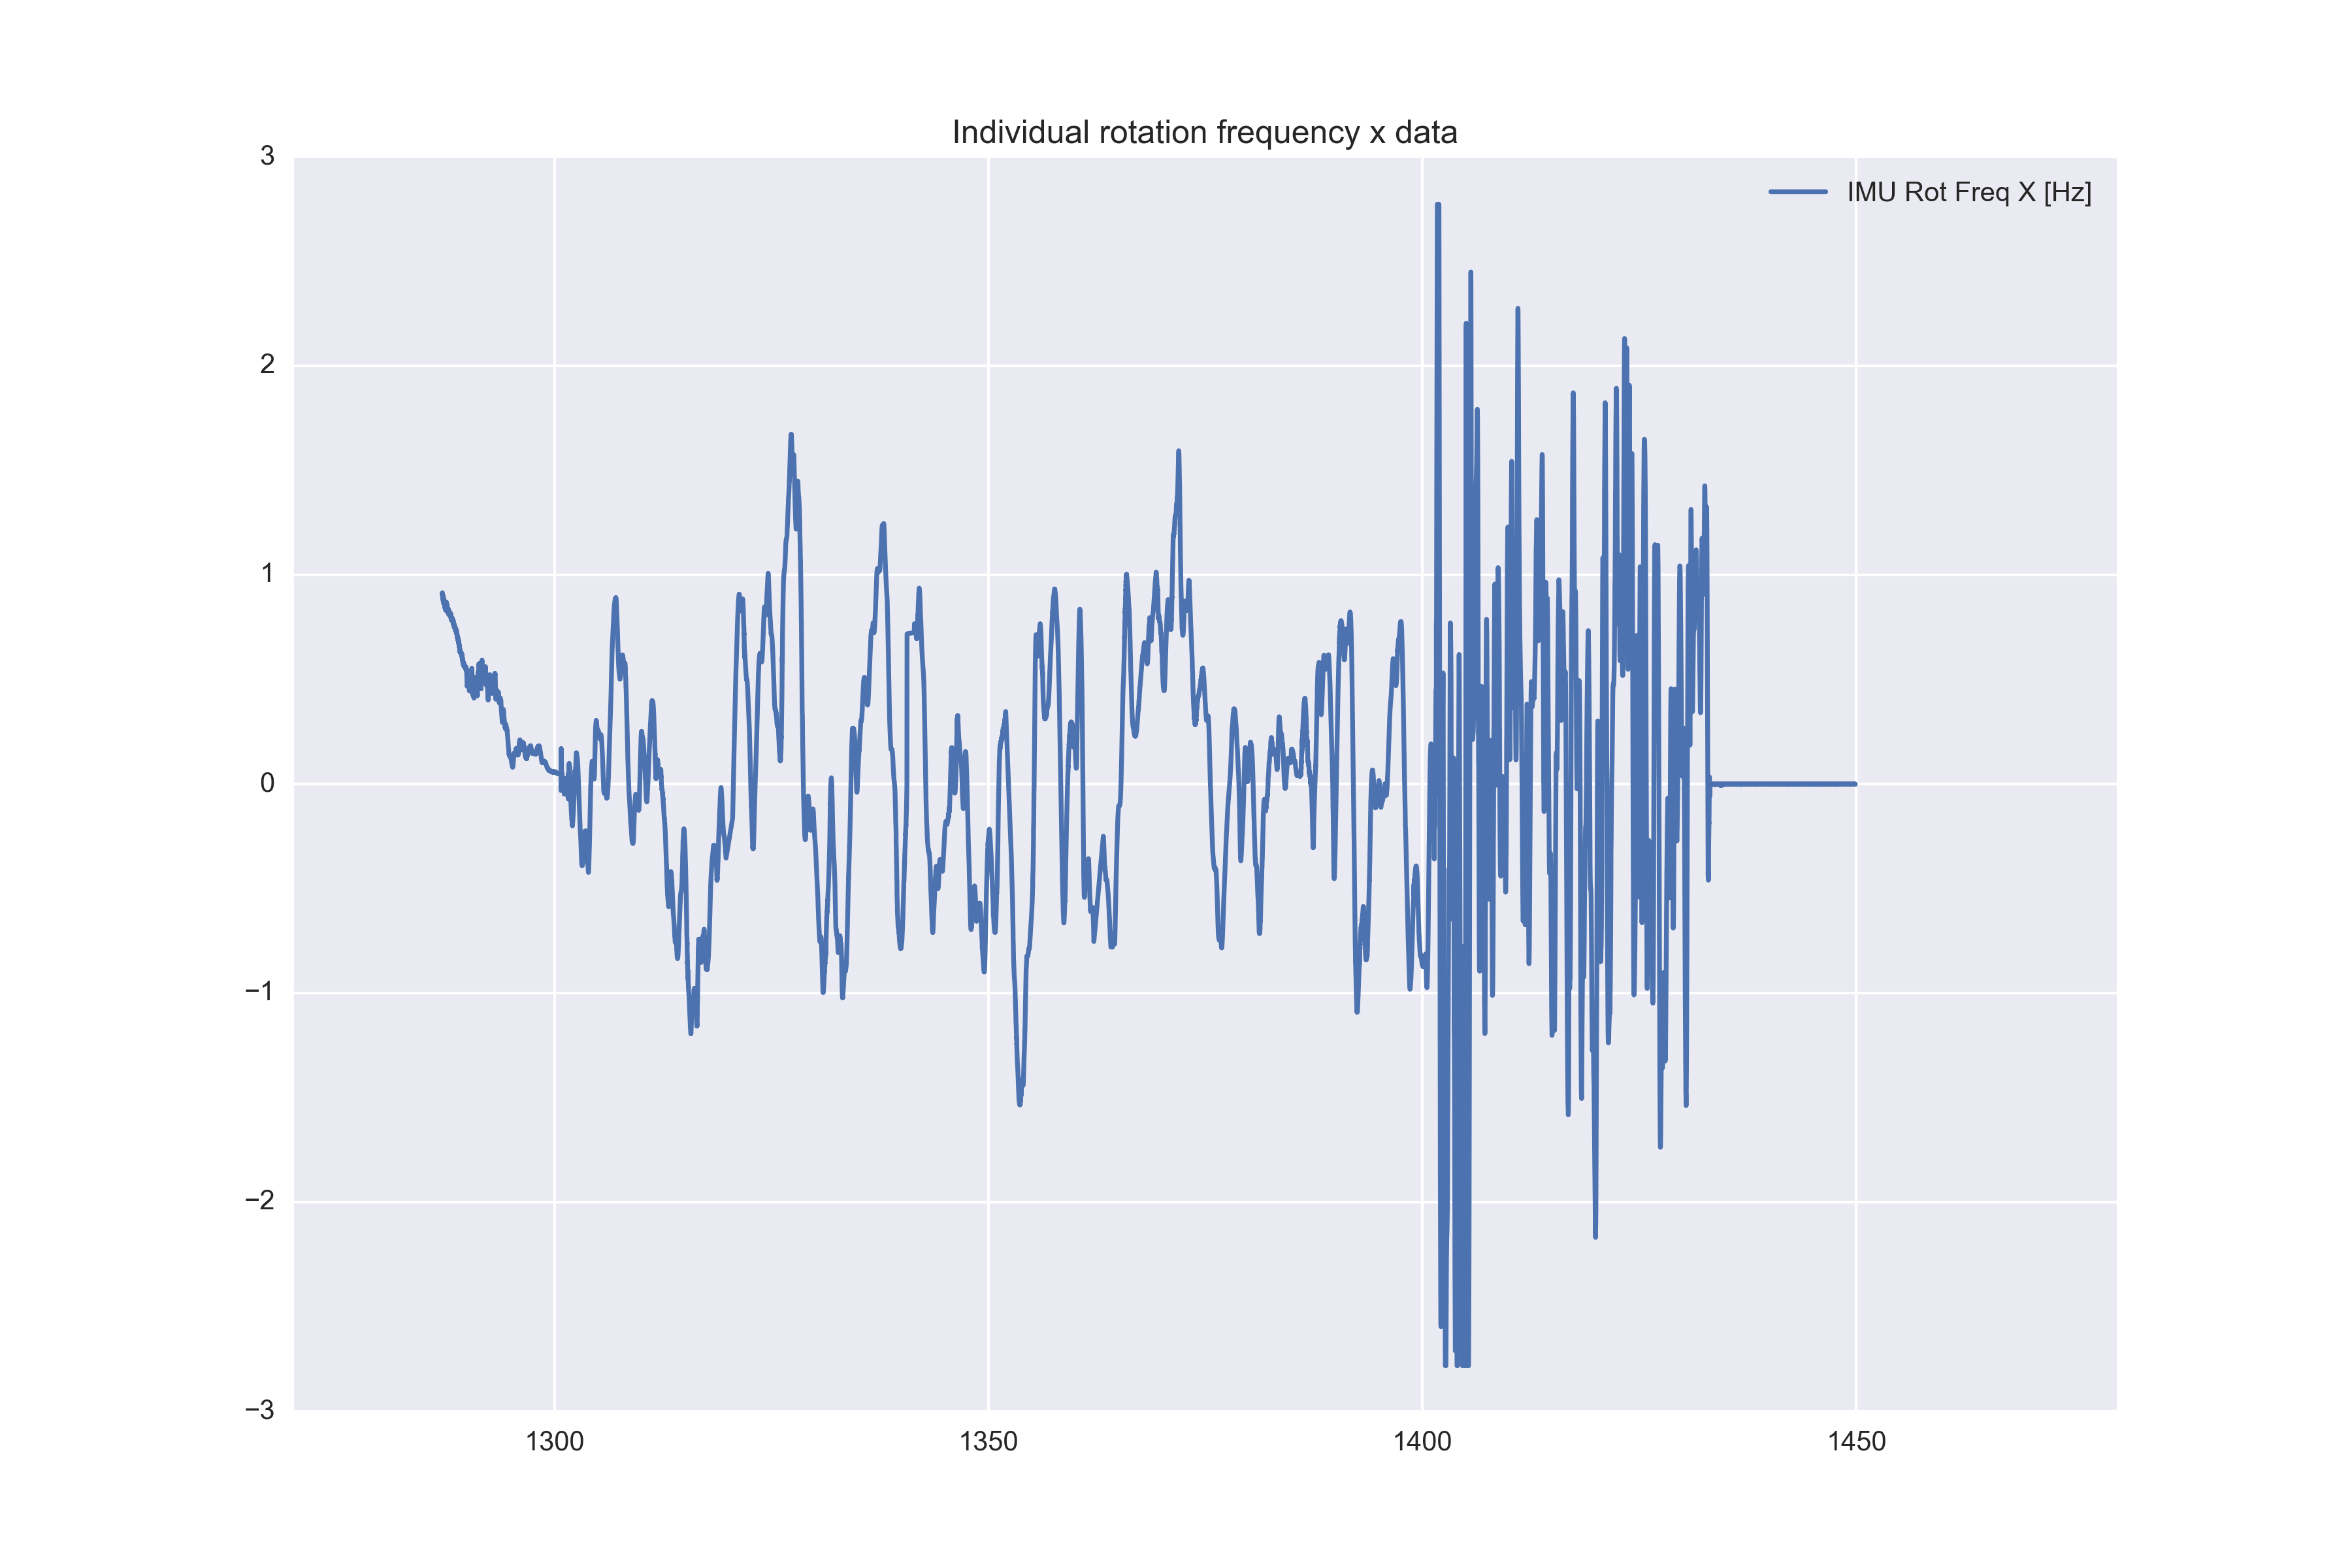 Individual rotation frequency x data
IMU Rot Freq X [Hz]
3
2
1
0
−1
−2
−3
1300 1350 1400 1450